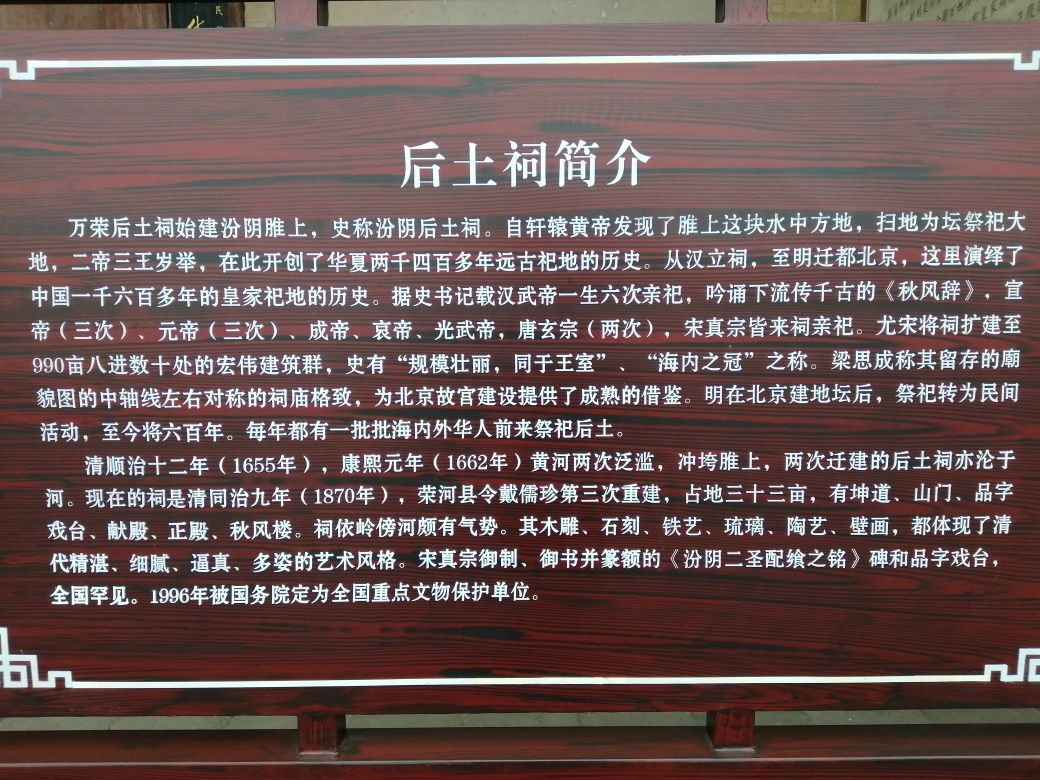 后土祠简介
万荣后土祠始建汾阴脽上，史称汾阴后土祠。自轩辕黄帝发现了脽上这块水中方地，扫地为坛祭祀大
地，二帝三王岁举，在此开创了华夏两千四百多年远古祀地的历史。从汉立祠，至明迁都北京，这里演绎了
中国一千六百多年的皇家祀地的历史。据史书记载汉武帝一生六次亲祀，吟诵下流传千古的《秋风辞》，宣
帝（三次）、元帝（三次）、成帝、哀帝、光武帝，唐玄宗（两次），宋真宗皆来祠亲祀。尤宋将祠扩建至
990亩八进数十处的宏伟建筑群，史有“规模壮丽，同于王室”、“海内之冠”之称。梁思成称其留存的廟
貌图的中轴线左右对称的祠庙格致，为北京故宫建设提供了成熟的借鉴。明在北京建地坛后，祭祀转为民间
活动，至今将六百年。每年都有一批批海内外华人前来祭祀后土。
清顺治十二年（1655年），康熙元年（1662年）黄河两次泛滥，冲垮脽上，两次迁建的后土祠亦沦于
河。现在的祠是清同治九年（1870年），荣河县令戴儒珍第三次重建，占地三十三亩，有坤道、山门、品字
戏台、献殿、正殿、秋风楼。祠依岭傍河颇有气势。其木雕、石刻、铁艺、琉璃、陶艺、壁画，都体现了清
代精湛、细腻、逼真、多姿的艺术风格。宋真宗御制、御书并篆额的《汾阴二圣配飨之铭》碑和品字戏台，
全国罕见。1996年被国务院定为全国重点文物保护单位。